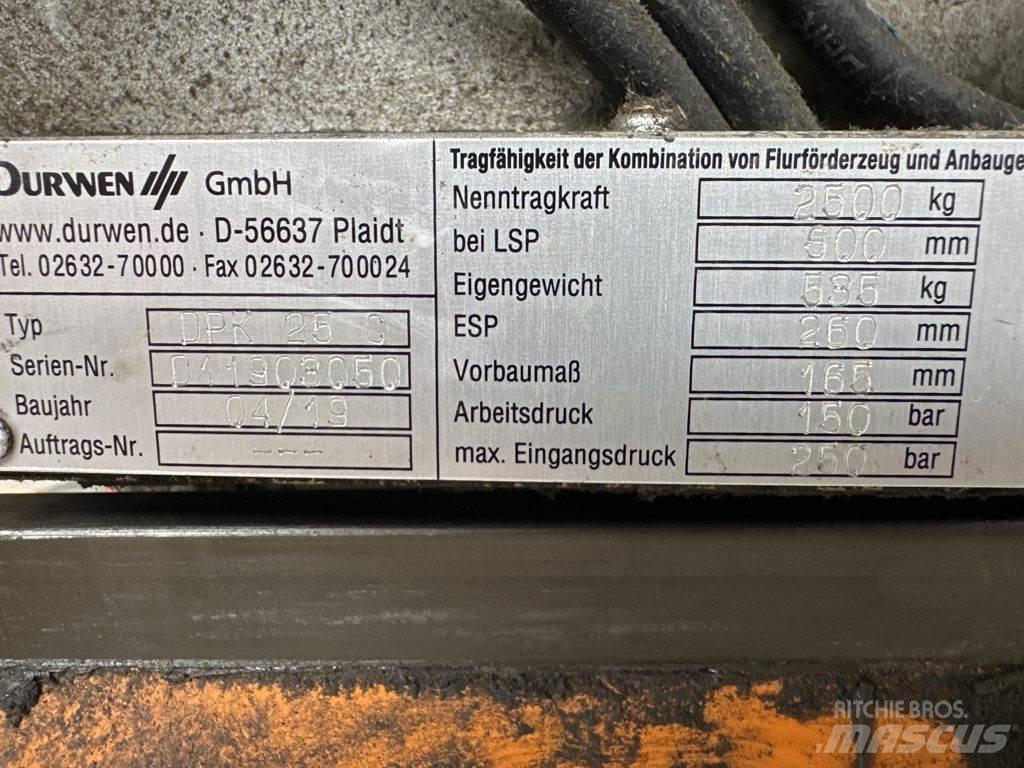 DURWEN GmbH
www.durwen.de · D-56637 Plaidt
Tel. 02632-70000 · Fax 02632-700024
Typ DPK 25 C
Serien-Nr. D11903050
Baujahr 04/19
Auftrags-Nr. ---
Tragfähigkeit der Kombination von Flurförderzeug und Anbauge
Nenntragkraft 2500 kg
bei LSP 600 mm
Eigengewicht 535 kg
ESP 260 mm
Vorbaumaß 165 mm
Arbeitsdruck 150 bar
max. Eingangsdruck 250 bar
RITCHIE BROS.
MASCUS